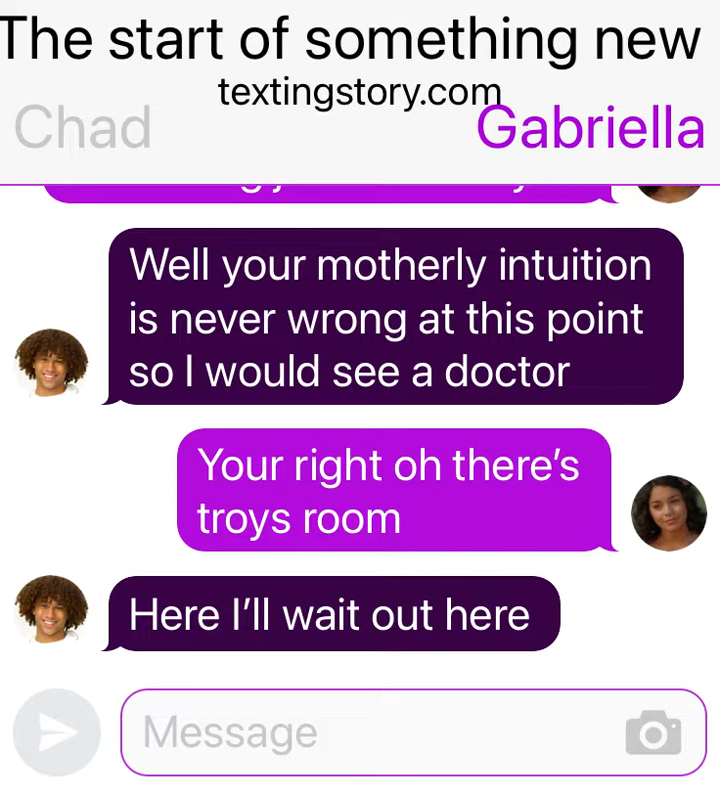 The start of something new
textingstory.com
Chad
Gabriella
Well your motherly intuition
is never wrong at this point
so I would see a doctor
Your right oh there's
troys room
Here I'll wait out here
Message